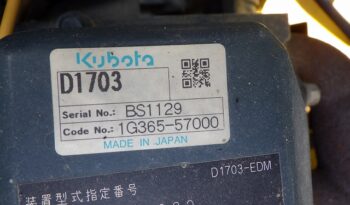 Kubota
D1703
Serial No.: BS1129
Code No.: 1G365-57000
MADE IN JAPAN
D1703-EDM
装置型式指定番号